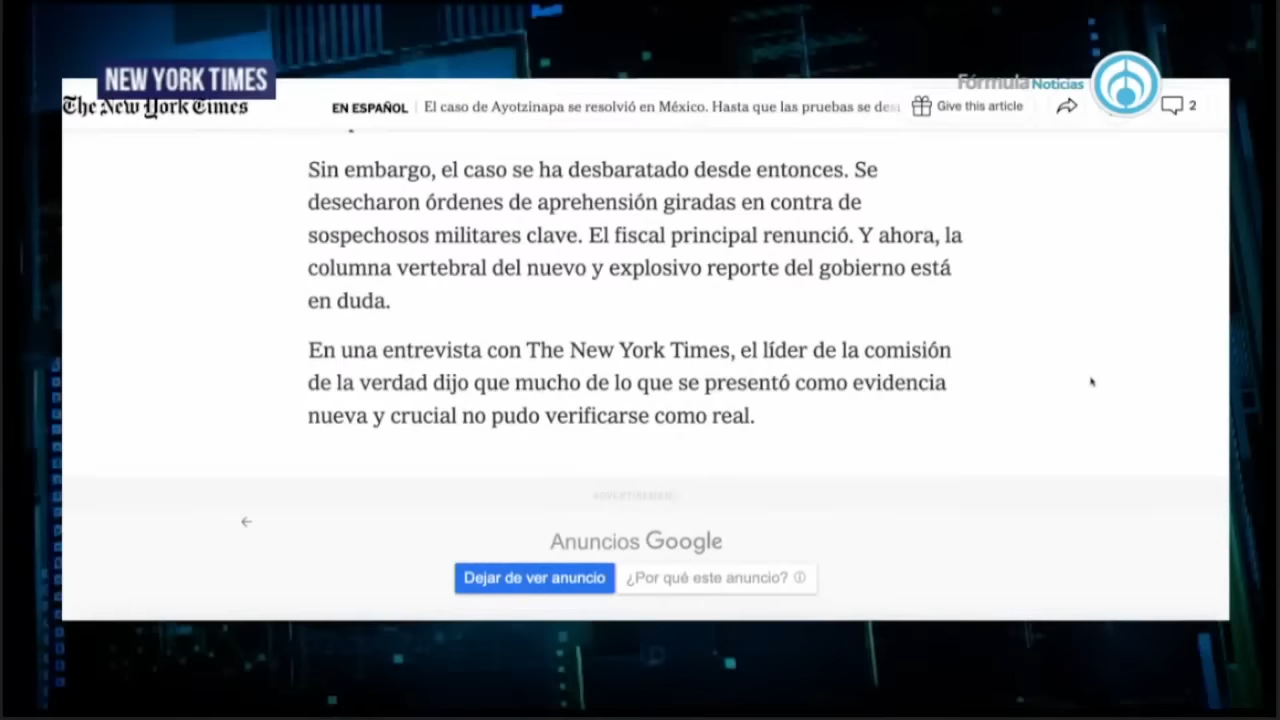 NEW YORK TIMES
Fórmula Noticias
The New York Times
EN ESPAÑOL
El caso de Ayotzinapa se resolvió en México. Hasta que las pruebas se
Give this article
2
Sin embargo, el caso se ha desbaratado desde entonces. Se
desecharon órdenes de aprehensión giradas en contra de
sospechosos militares clave. El fiscal principal renunció. Y ahora, la
columna vertebral del nuevo y explosivo reporte del gobierno está
en duda.
En una entrevista con The New York Times, el líder de la comisión
de la verdad dijo que mucho de lo que se presentó como evidencia
nueva y crucial no pudo verificarse como real.
ADVERTISEMENT
Anuncios Google
Dejar de ver anuncio
¿Por qué este anuncio?